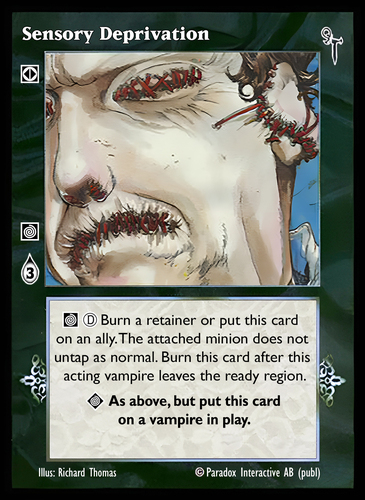 Sensory Deprivation
3
D Burn a retainer or put this card
on an ally. The attached minion does not
untap as normal. Burn this card after this
acting vampire leaves the ready region.
As above, but put this card
on a vampire in play.
Illus: Richard Thomas © Paradox Interactive AB (publ)